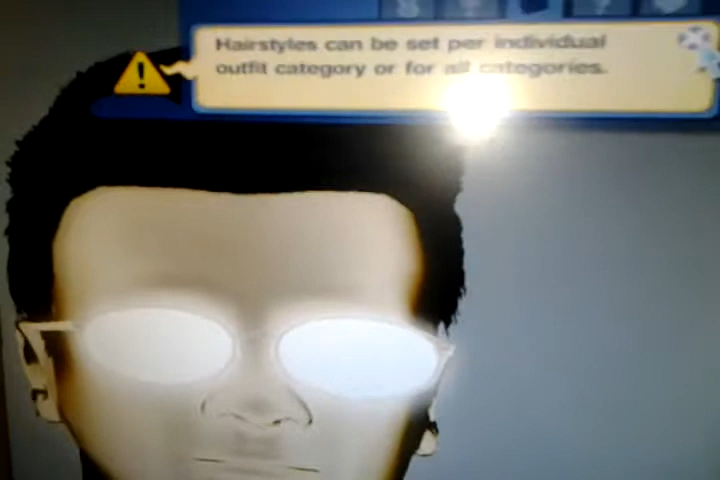 Hairstyles can be set per individual
outfit category or for all categories.